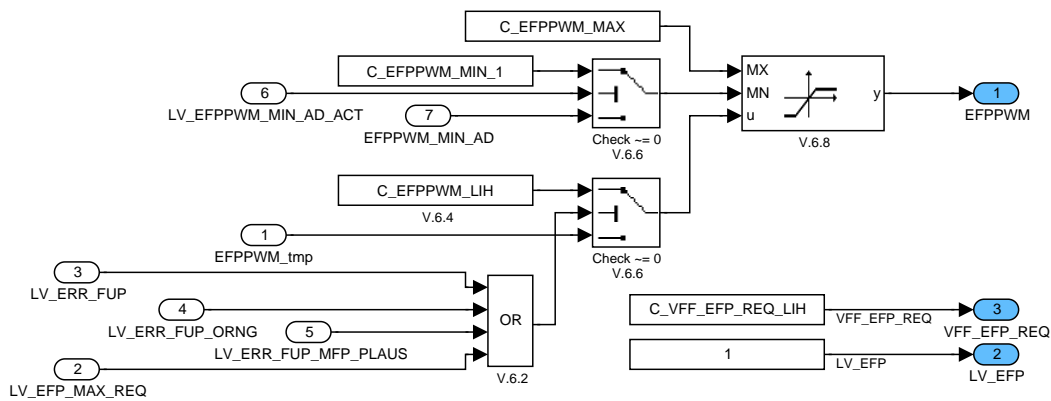 C_EFPPWM_MAX
C_EFPPWM_MIN_1
6
LV_EFPPWM_MIN_AD_ACT
7
EFPPWM_MIN_AD
Check ~= 0
V.6.6
MX
MN
u
y
V.6.8
1
EFPPWM
C_EFPPWM_LIH
V.6.4
1
EFPPWM_tmp
Check ~= 0
V.6.6
3
LV_ERR_FUP
4
LV_ERR_FUP_ORNG
5
LV_ERR_FUP_MFP_PLAUS
2
LV_EFP_MAX_REQ
OR
V.6.2
C_VFF_EFP_REQ_LIH
VFF_EFP_REQ
3
VFF_EFP_REQ
1
LV_EFP
2
LV_EFP